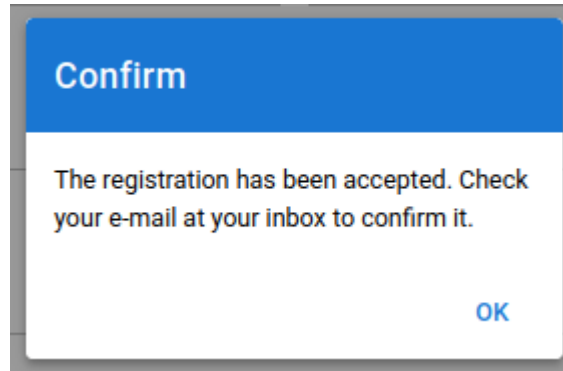 Confirm
The registration has been accepted. Check
your e-mail at your inbox to confirm it.
OK